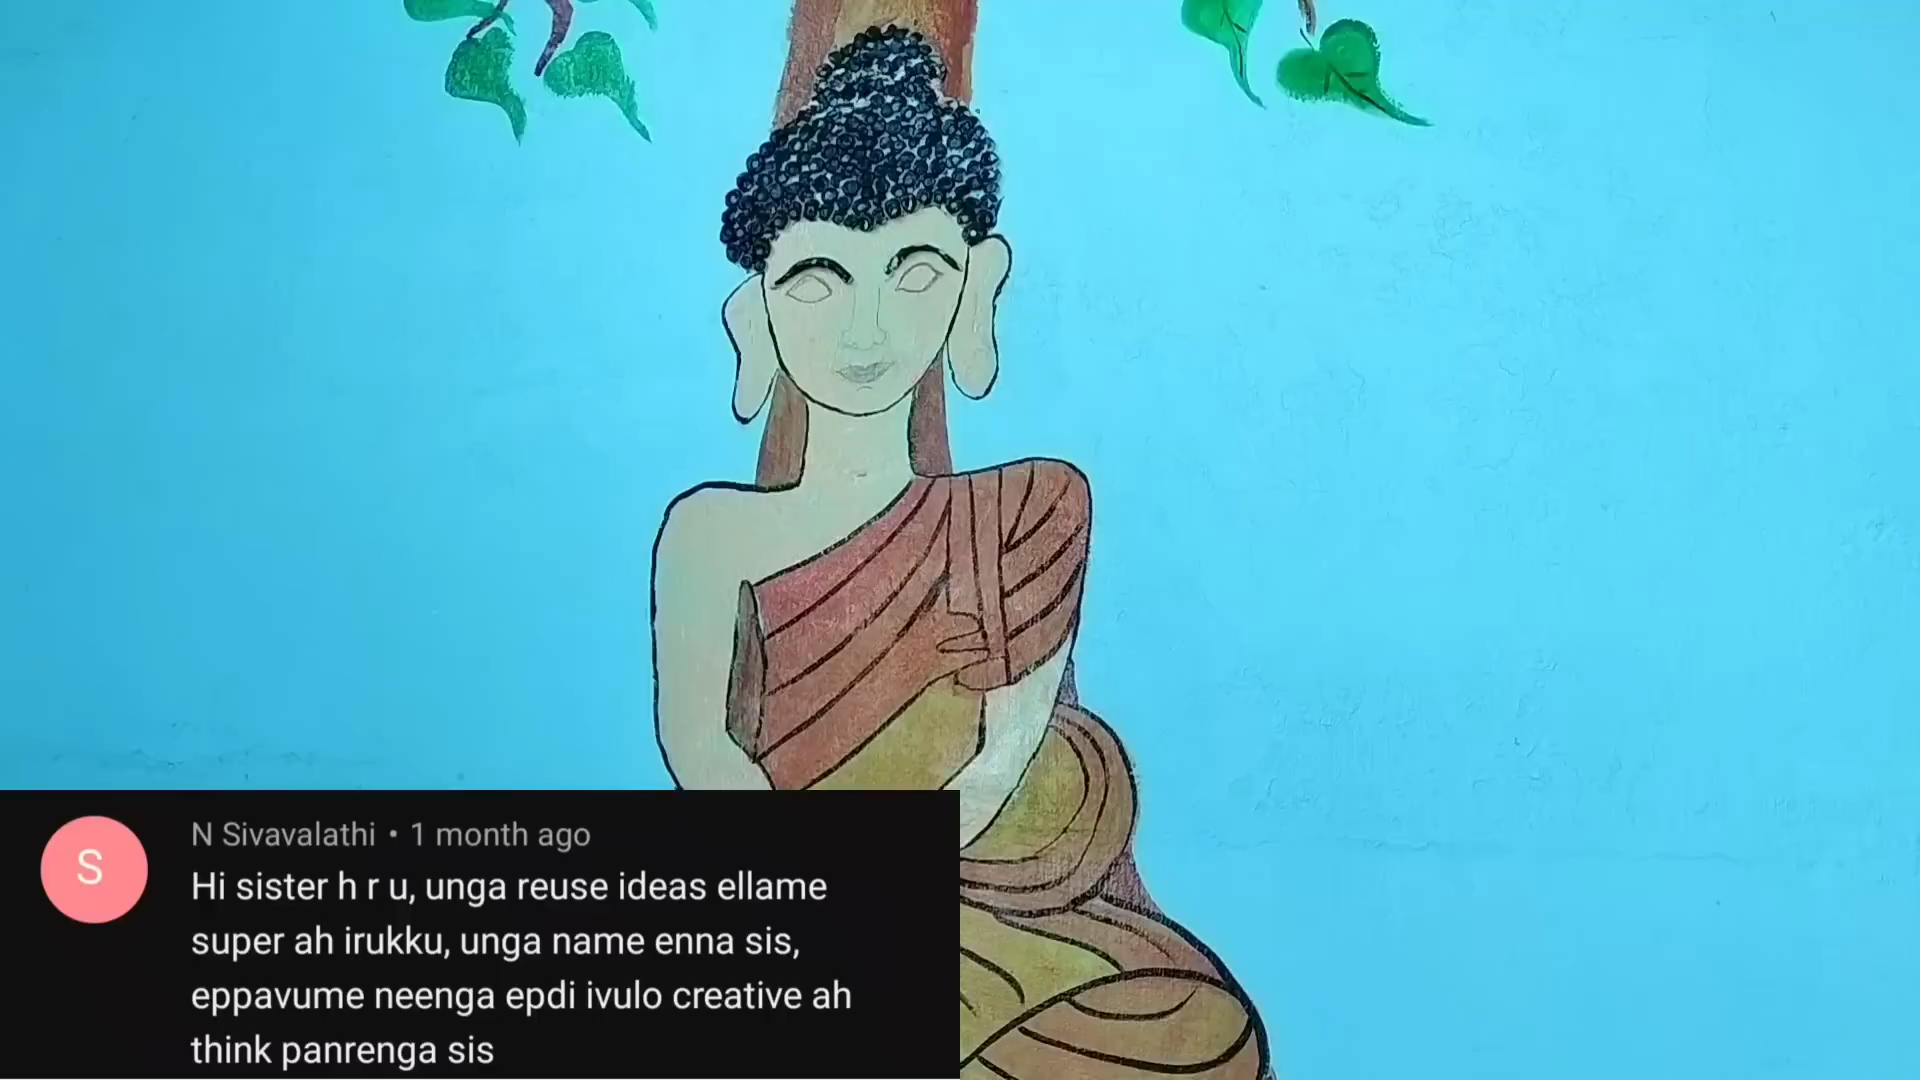 S
N Sivavalathi • 1 month ago
Hi sister h r u, unga reuse ideas ellame
super ah irukku, unga name enna sis,
eppavume neenga epdi ivulo creative ah
think panrenga sis